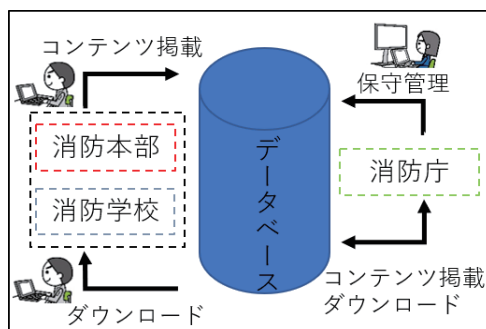 コンテンツ掲載
消防本部
消防学校
ダウンロード
データベース
保守管理
消防庁
コンテンツ掲載
ダウンロード